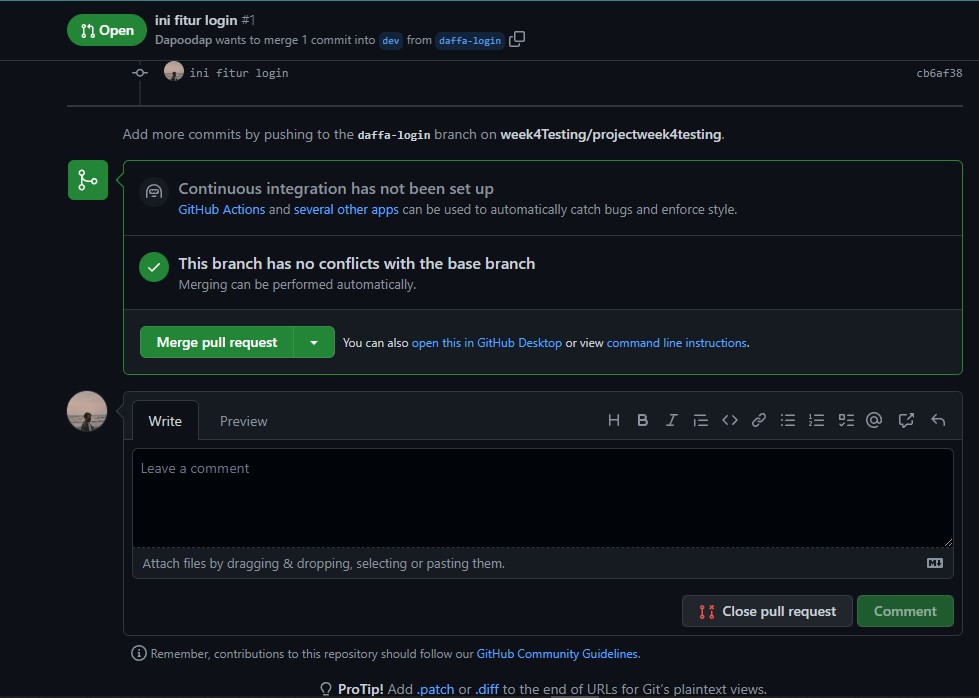 Open
ini fitur login #1
Dapoodap wants to merge 1 commit into dev from daffa-login
ini fitur login cb6af38
Add more commits by pushing to the daffa-login branch on week4Testing/projectweek4testing.
Continuous integration has not been set up
GitHub Actions and several other apps can be used to automatically catch bugs and enforce style.
This branch has no conflicts with the base branch
Merging can be performed automatically.
Merge pull request You can also open this in GitHub Desktop or view command line instructions.
Write Preview
Leave a comment
Attach files by dragging & dropping, selecting or pasting them.
Close pull request Comment
Remember, contributions to this repository should follow our GitHub Community Guidelines.
ProTip! Add .patch or .diff to the end of URLs for Git's plaintext views.